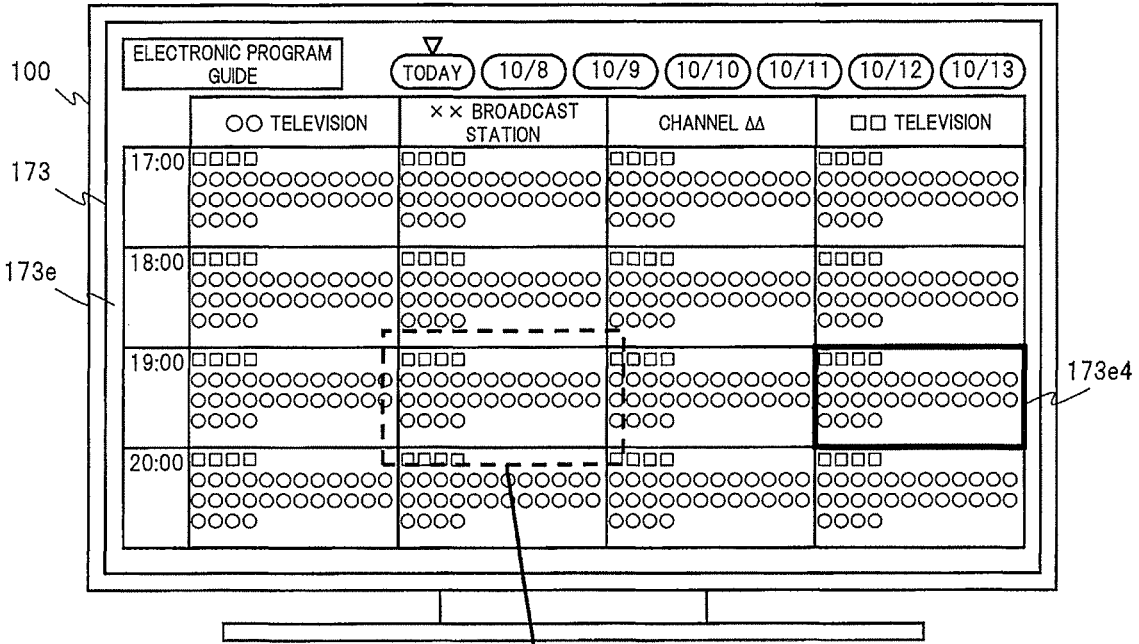 ELECTRONIC PROGRAM
GUIDE
▽
TODAY 10/8 10/9 10/10 10/11 10/12 10/13
100
○○ TELEVISION ×× BROADCAST STATION CHANNEL ΔΔ □□ TELEVISION
17:00 □□□□ □□□□ □□□□ □□□□
○○○○○○○○○○○○ ○○○○○○○○○○○○ ○○○○○○○○○○○○ ○○○○○○○○○○○○
○○○○○○○○○○○○ ○○○○○○○○○○○○ ○○○○○○○○○○○○ ○○○○○○○○○○○○
○○○○ ○○○○ ○○○○ ○○○○
173
18:00 □□□□ □□□□ □□□□ □□□□
○○○○○○○○○○○○ ○○○○○○○○○○○○ ○○○○○○○○○○○○ ○○○○○○○○○○○○
○○○○○○○○○○○○ ○○○○○○○○○○○○ ○○○○○○○○○○○○ ○○○○○○○○○○○○
○○○○ ○○○○ ○○○○ ○○○○
173e
19:00 □□□□ □□□□ □□□□ □□□□
○○○○○○○○○○○○ ○○○○○○○○○○○○ ○○○○○○○○○○○○ ○○○○○○○○○○○○
○○○○○○○○○○○○ ○○○○○○○○○○○○ ○○○○○○○○○○○○ ○○○○○○○○○○○○
○○○○ ○○○○ ○○○○ ○○○○
173e4
20:00 □□□□ □□□□ □□□□ □□□□
○○○○○○○○○○○○ ○○○○○○○○○○○○ ○○○○○○○○○○○○ ○○○○○○○○○○○○
○○○○○○○○○○○○ ○○○○○○○○○○○○ ○○○○○○○○○○○○ ○○○○○○○○○○○○
○○○○ ○○○○ ○○○○ ○○○○